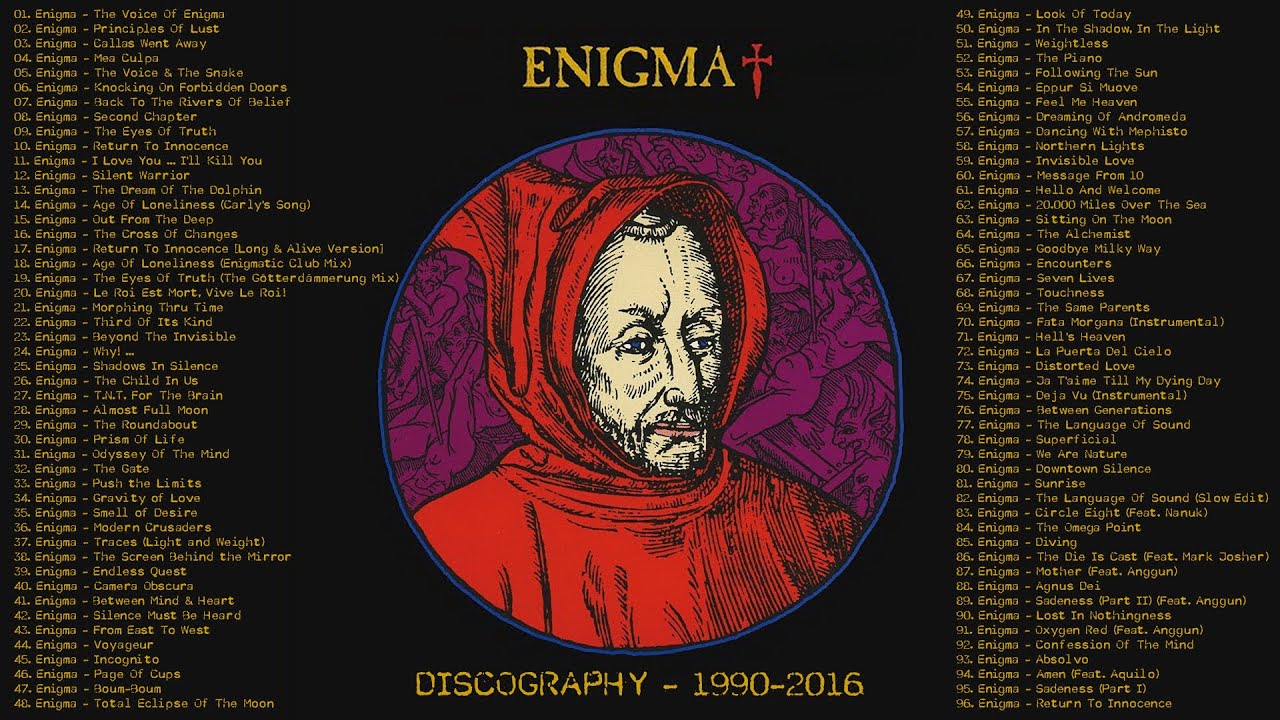 01. Enigma - The Voice Of Enigma
02. Enigma - Principles Of Lust
03. Enigma - Callas Went Away
04. Enigma - Mea Culpa
05. Enigma - The Voice & The Snake
06. Enigma - Knocking On Forbidden Doors
07. Enigma - Back To The Rivers Of Belief
08. Enigma - Second Chapter
09. Enigma - The Eyes Of Truth
10. Enigma - Return To Innocence
11. Enigma - I Love You ... I'll Kill You
12. Enigma - Silent Warrior
13. Enigma - The Dream Of The Dolphin
14. Enigma - Age Of Loneliness (Carly's Song)
15. Enigma - Out From The Deep
16. Enigma - The Cross Of Changes
17. Enigma - Return To Innocence [Long & Alive Version]
18. Enigma - Age Of Loneliness (Enigmatic Club Mix)
19. Enigma - The Eyes Of Truth (The Götterdämmerung Mix)
20. Enigma - Le Roi Est Mort, Vive Le Roi!
21. Enigma - Morphing Thru Time
22. Enigma - Third Of Its Kind
23. Enigma - Beyond The Invisible
24. Enigma - Why! ...
25. Enigma - Shadows In Silence
26. Enigma - The Child In Us
27. Enigma - T.N.T. For The Brain
28. Enigma - Almost Full Moon
29. Enigma - The Roundabout
30. Enigma - Prism Of Life
31. Enigma - Odyssey Of The Mind
32. Enigma - The Gate
33. Enigma - Push the Limits
34. Enigma - Gravity of Love
35. Enigma - Smell of Desire
36. Enigma - Modern Crusaders
37. Enigma - Traces (Light and Weight)
38. Enigma - The Screen Behind the Mirror
39. Enigma - Endless Quest
40. Enigma - Camera Obscura
41. Enigma - Between Mind & Heart
42. Enigma - Silence Must Be Heard
43. Enigma - From East To West
44. Enigma - Voyageur
45. Enigma - Incognito
46. Enigma - Page Of Cups
47. Enigma - Boum-Boum
48. Enigma - Total Eclipse Of The Moon
ENIGMA
DISCOGRAPHY - 1990-2016
49. Enigma - Look Of Today
50. Enigma - In The Shadow, In The Light
51. Enigma - Weightless
52. Enigma - The Piano
53. Enigma - Following The Sun
54. Enigma - Eppur Si Muove
55. Enigma - Feel Me Heaven
56. Enigma - Dreaming Of Andromeda
57. Enigma - Dancing With Mephisto
58. Enigma - Northern Lights
59. Enigma - Invisible Love
60. Enigma - Message From IO
61. Enigma - Hello And Welcome
62. Enigma - 20.000 Miles Over The Sea
63. Enigma - Sitting On The Moon
64. Enigma - The Alchemist
65. Enigma - Goodbye Milky Way
66. Enigma - Encounters
67. Enigma - Seven Lives
68. Enigma - Touchness
69. Enigma - The Same Parents
70. Enigma - Fata Morgana (Instrumental)
71. Enigma - Hell's Heaven
72. Enigma - La Puerta Del Cielo
73. Enigma - Distorted Love
74. Enigma - Ja T'aime Till My Dying Day
75. Enigma - Deja Vu (Instrumental)
76. Enigma - Between Generations
77. Enigma - The Language Of Sound
78. Enigma - Superficial
79. Enigma - We Are Nature
80. Enigma - Downtown Silence
81. Enigma - Sunrise
82. Enigma - The Language Of Sound (Slow Edit)
83. Enigma - Circle Eight (Feat. Nanuk)
84. Enigma - The Omega Point
85. Enigma - Diving
86. Enigma - The Die Is Cast (Feat. Mark Josher)
87. Enigma - Mother (Feat. Anggun)
88. Enigma - Agnus Dei
89. Enigma - Sadeness (Part II) (Feat. Anggun)
90. Enigma - Lost In Nothingness
91. Enigma - Oxygen Red (Feat. Anggun)
92. Enigma - Confession Of The Mind
93. Enigma - Absolvo
94. Enigma - Amen (Feat. Aquilo)
95. Enigma - Sadeness (Part I)
96. Enigma - Return To Innocence